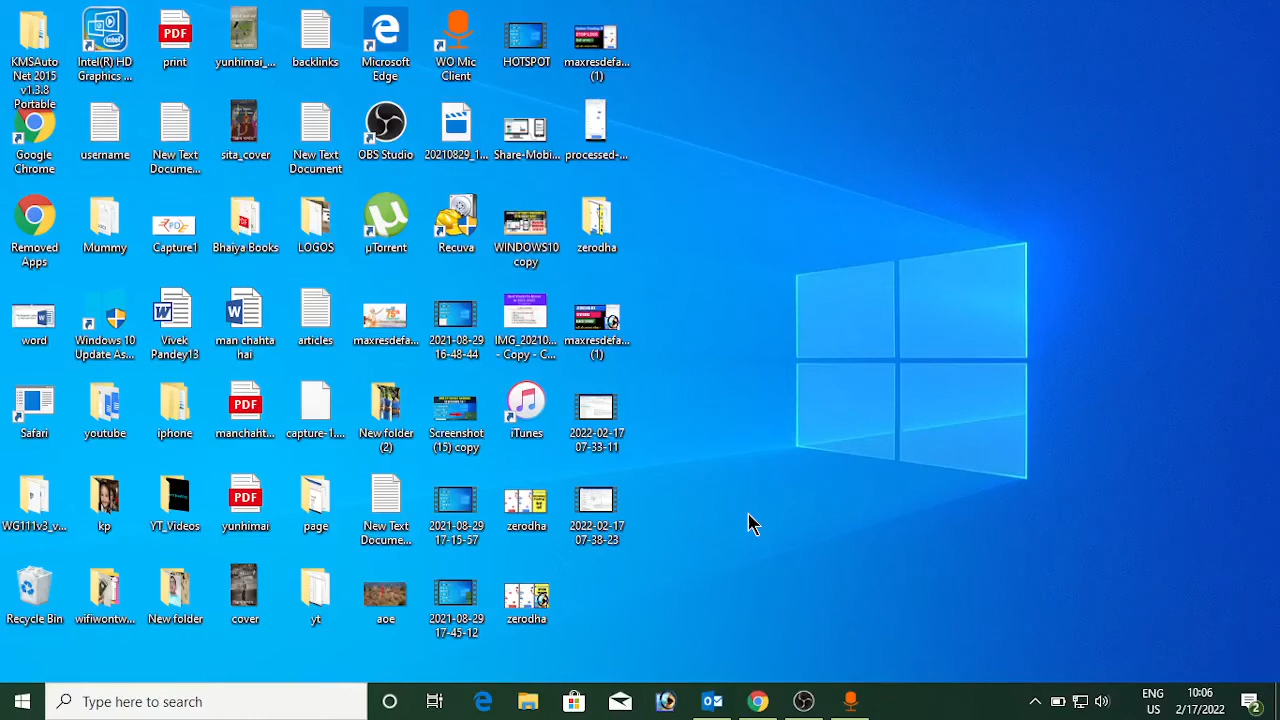 KMSAuto
Net 2015
v1.3.8
Portable
Intel(R) HD
Graphics ...
PDF
print
yunhimai_...
backlinks
Microsoft
Edge
WO Mic
Client
HOTSPOT
maxresdefa...
(1)
Google
Chrome
username
New Text
Docume...
sita_cover
New Text
Document
OBS Studio
20210829_1...
Share-Mobi...
processed-...
Removed
Apps
Mummy
Capture1
Bhaiya Books
LOGOS
µTorrent
Recuva
WINDOWS10
copy
zerodha
word
Windows 10
Update As...
Vivek
Pandey13
man chahta
hai
articles
maxresdefa...
2021-08-29
16-48-44
IMG_20210...
- Copy - C...
maxresdefa...
(1)
Safari
youtube
iphone
PDF
manchaht...
capture-1....
New folder
(2)
Screenshot
(15) copy
iTunes
2022-02-17
07-33-11
WG111v3_v...
kp
YT_Videos
PDF
yunhimai
page
New Text
Docume...
2021-08-29
17-15-57
zerodha
2022-02-17
07-38-23
Recycle Bin
wifiwontw...
New folder
cover
yt
aoe
2021-08-29
17-45-12
zerodha
Type here to search
ENG
US
10:06
2/17/2022
2